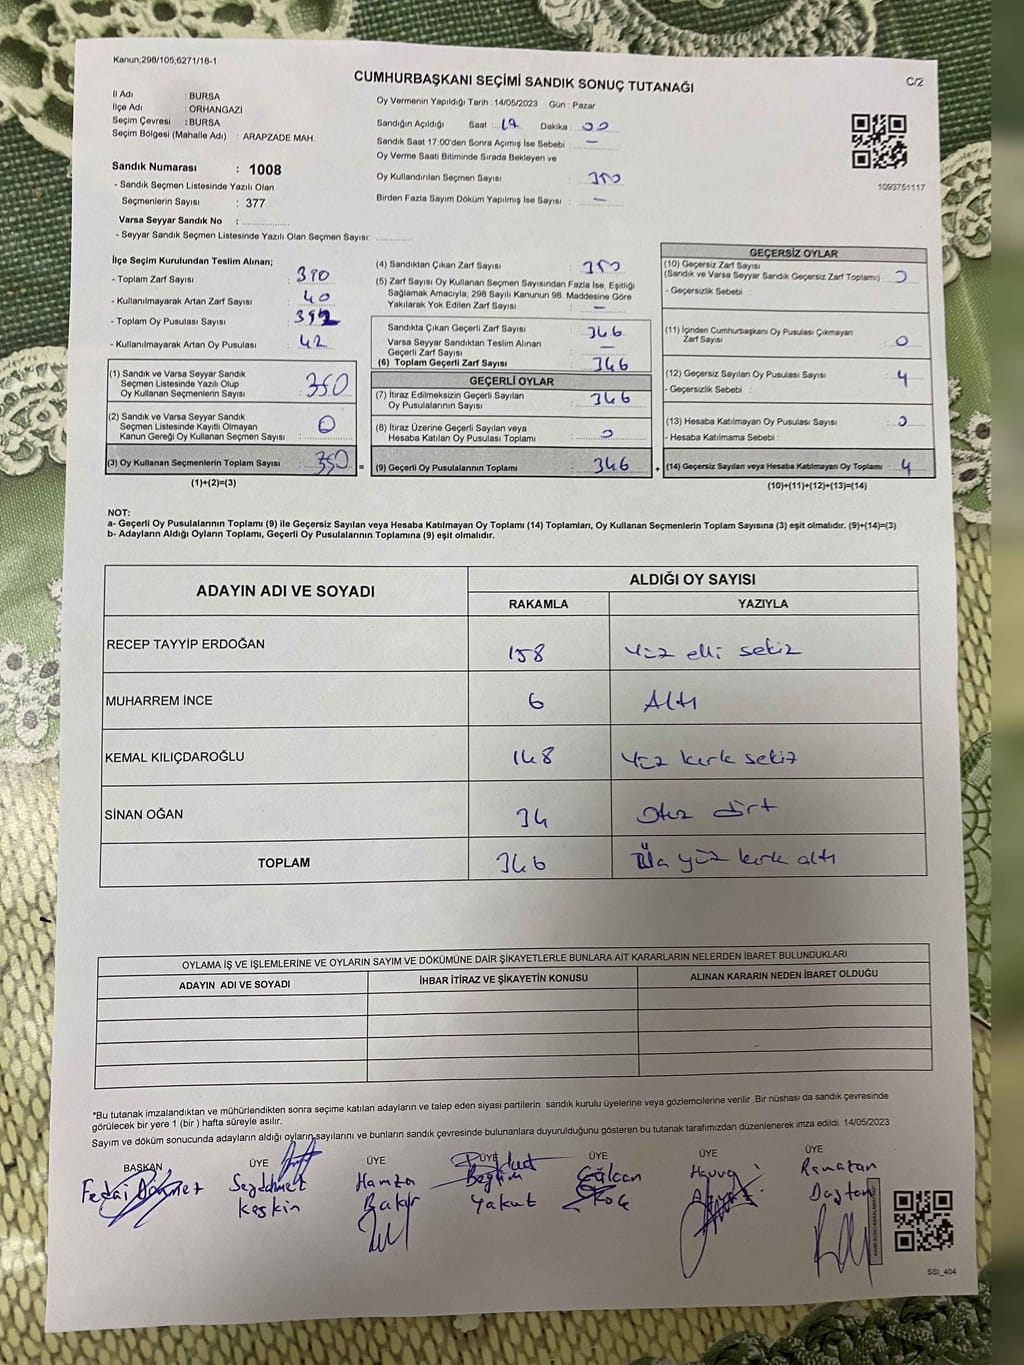 Kanun;298/105,6271/16-1
CUMHURBAŞKANI SEÇİMİ SANDIK SONUÇ TUTANAĞI
C/2
İl Adı : BURSA
İlçe Adı : ORHANGAZI
Seçim Çevresi : BURSA
Seçim Bölgesi (Mahalle Adı) : ARAPZADE MAH.
Sandık Numarası : 1008
- Sandık Seçmen Listesinde Yazılı Olan
Seçmenlerin Sayısı : 377
Varsa Seyyar Sandık No :
- Seyyar Sandık Seçmen Listesinde Yazılı Olan Seçmen Sayısı:
Oy Vermenin Yapıldığı Tarih :14/05/2023 Gün : Pazar
Sandığın Açıldığı Saat : 17 Dakika : 00
Sandık Saat 17:00'den Sonra Açımış İse Sebebi : —
Oy Verme Saati Bitiminde Sırada Bekleyen ve
Oy Kullandırılan Seçmen Sayısı : 350
Birden Fazla Sayım Döküm Yapılmış İse Sayısı : —
1093751117
İlçe Seçim Kurulundan Teslim Alınan;
- Toplam Zarf Sayısı : 390
- Kullanılmayarak Artan Zarf Sayısı : 40
- Toplam Oy Pusulası Sayısı : 392
- Kullanılmayarak Artan Oy Pusulası : 42
(1) Sandık ve Varsa Seyyar Sandık
Seçmen Listesinde Yazılı Olup
Oy Kullanan Seçmenlerin Sayısı : 350
(2) Sandık ve Varsa Seyyar Sandık
Seçmen Listesinde Kayıtlı Olmayan
Kanun Gereği Oy Kullanan Seçmen Sayısı : 0
(3) Oy Kullanan Seçmenlerin Toplam Sayısı : 350 =
(1)+(2)=(3)
(4) Sandıktan Çıkan Zarf Sayısı : 350
(5) Zarf Sayısı Oy Kullanan Seçmen Sayısından Fazla İse, Eşitliği
Sağlamak Amacıyla; 298 Sayılı Kanunun 98. Maddesine Göre
Yakılarak Yok Edilen Zarf Sayısı : —
Sandıkta Çıkan Geçerli Zarf Sayısı : 346
Varsa Seyyar Sandıktan Teslim Alınan
Geçerli Zarf Sayısı : —
(6) Toplam Geçerli Zarf Sayısı : 346
GEÇERLİ OYLAR
(7) İtiraz Edilmeksizin Geçerli Sayılan
Oy Pusulalarının Sayısı : 346
(8) İtiraz Üzerine Geçerli Sayılan veya
Hesaba Katılan Oy Pusulası Toplamı : 0
(9) Geçerli Oy Pusulalarının Toplamı : 346 +
GEÇERSİZ OYLAR
(10) Geçersiz Zarf Sayısı
(Sandık ve Varsa Seyyar Sandık Geçersiz Zarf Toplamı) : 0
- Geçersizlik Sebebi :
(11) İçinden Cumhurbaşkanı Oy Pusulası Çıkmayan
Zarf Sayısı : 0
(12) Geçersiz Sayılan Oy Pusulası Sayısı : 4
- Geçersizlik Sebebi :
(13) Hesaba Katılmayan Oy Pusulası Sayısı : 0
- Hesaba Katılmama Sebebi :
(14) Geçersiz Sayılan veya Hesaba Katılmayan Oy Toplamı : 4
(10)+(11)+(12)+(13)=(14)
NOT:
a- Geçerli Oy Pusulalarının Toplamı (9) ile Geçersiz Sayılan veya Hesaba Katılmayan Oy Toplamı (14) Toplamları, Oy Kullanan Seçmenlerin Toplam Sayısına (3) eşit olmalıdır. (9)+(14)=(3)
b- Adayların Aldığı Oyların Toplamı, Geçerli Oy Pusulalarının Toplamına (9) eşit olmalıdır.
ADAYIN ADI VE SOYADI ALDIĞI OY SAYISI
RAKAMLA YAZIYLA
RECEP TAYYİP ERDOĞAN 158 Yüz elli sekiz
MUHARREM İNCE 6 Altı
KEMAL KILIÇDAROĞLU 148 Yüz kırk sekiz
SİNAN OĞAN 34 Otuz dört
TOPLAM 346 Üç yüz kırk altı
OYLAMA İŞ VE İŞLEMLERİNE VE OYLARIN SAYIM VE DÖKÜMÜNE DAİR ŞİKAYETLERLE BUNLARA AİT KARARLARIN NELERDEN İBARET BULUNDUKLARI
ADAYIN ADI VE SOYADI İHBAR İTİRAZ VE ŞİKAYETİN KONUSU ALINAN KARARIN NEDEN İBARET OLDUĞU
*Bu tutanak imzalandıktan ve mühürlendikten sonra seçime katılan adayların ve talep eden siyasi partilerin sandık kurulu üyelerine veya gözlemcilerine verilir .Bir nüshası da sandık çevresinde
görülecek bir yere 1 (bir ) hafta süreyle asılır.
Sayım ve döküm sonucunda adayların aldığı oyların sayılarını ve bunların sandık çevresinde bulunanlara duyurulduğunu gösteren bu tutanak tarafımızdan düzenlenerek imza edildi. 14/05/2023
BAŞKAN ÜYE ÜYE ÜYE ÜYE ÜYE ÜYE
Fedai Dönmez
Seydahmet
Keskin
Hamza
Bakır
Begüm
Yakut
Gülcan
Koç
Havva
Ramazan
Daştan
SSI_404